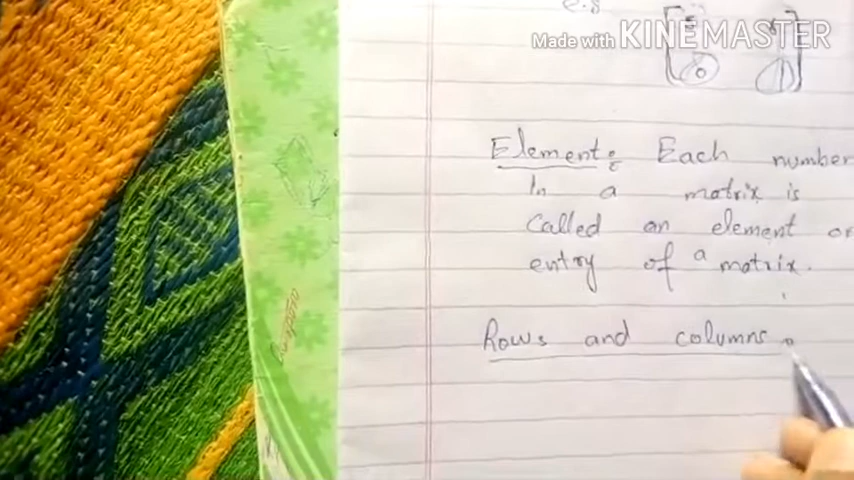 e.g
Made with KINEMASTER
Element: Each number
In a matrix is
called an element or
entry of a matrix.
Rows and columns :
academy